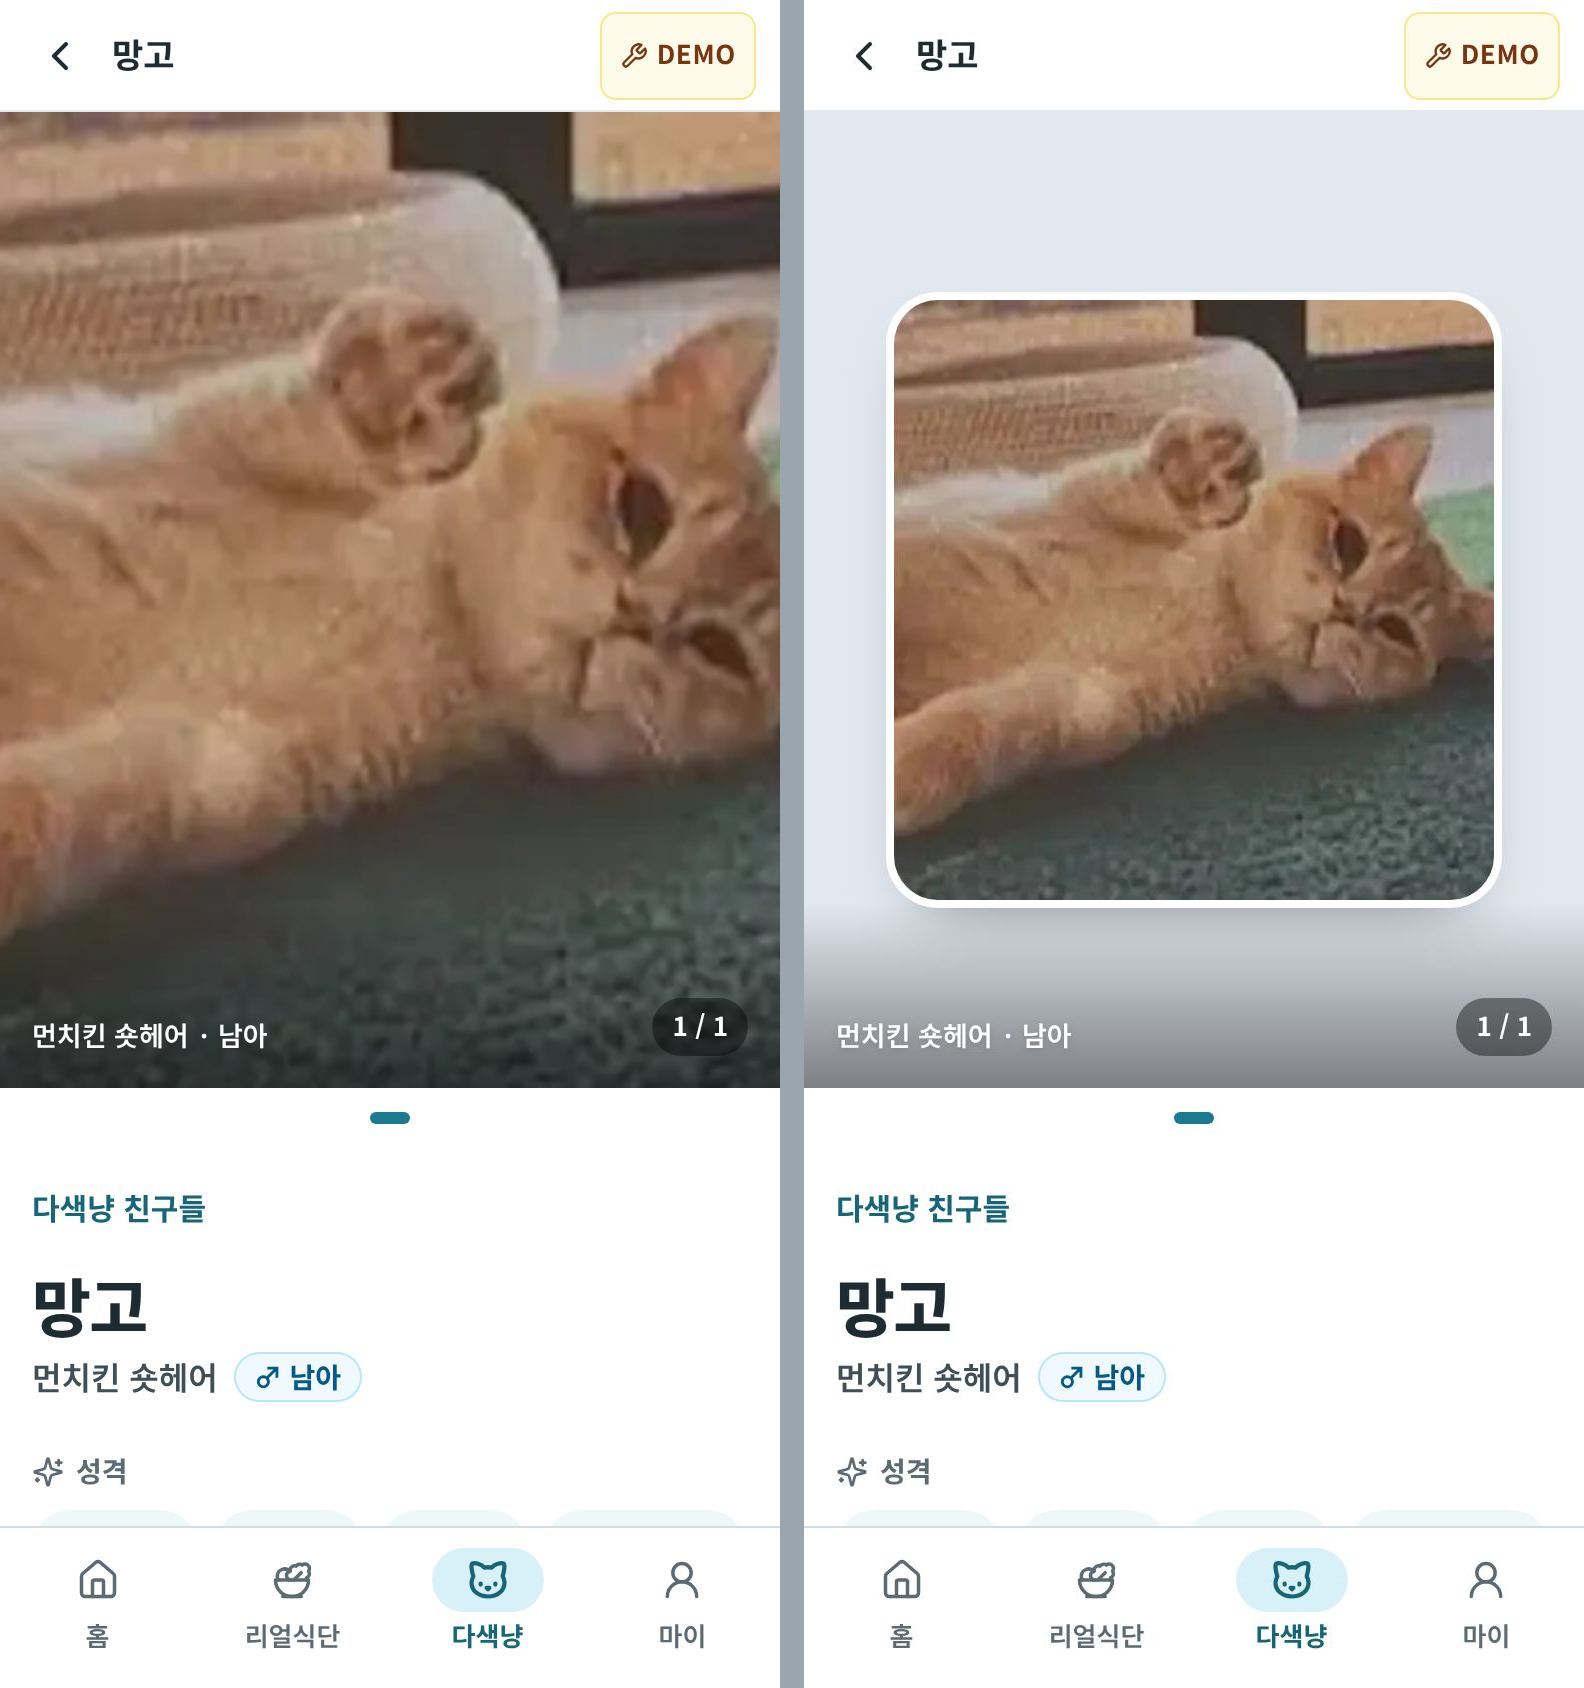 망고
DEMO
먼치킨 숏헤어 · 남아
1 / 1
다색냥 친구들
망고
먼치킨 숏헤어 ♂ 남아
성격
홈 리얼식단 다색냥 마이
망고
DEMO
먼치킨 숏헤어 · 남아
1 / 1
다색냥 친구들
망고
먼치킨 숏헤어 ♂ 남아
성격
홈 리얼식단 다색냥 마이